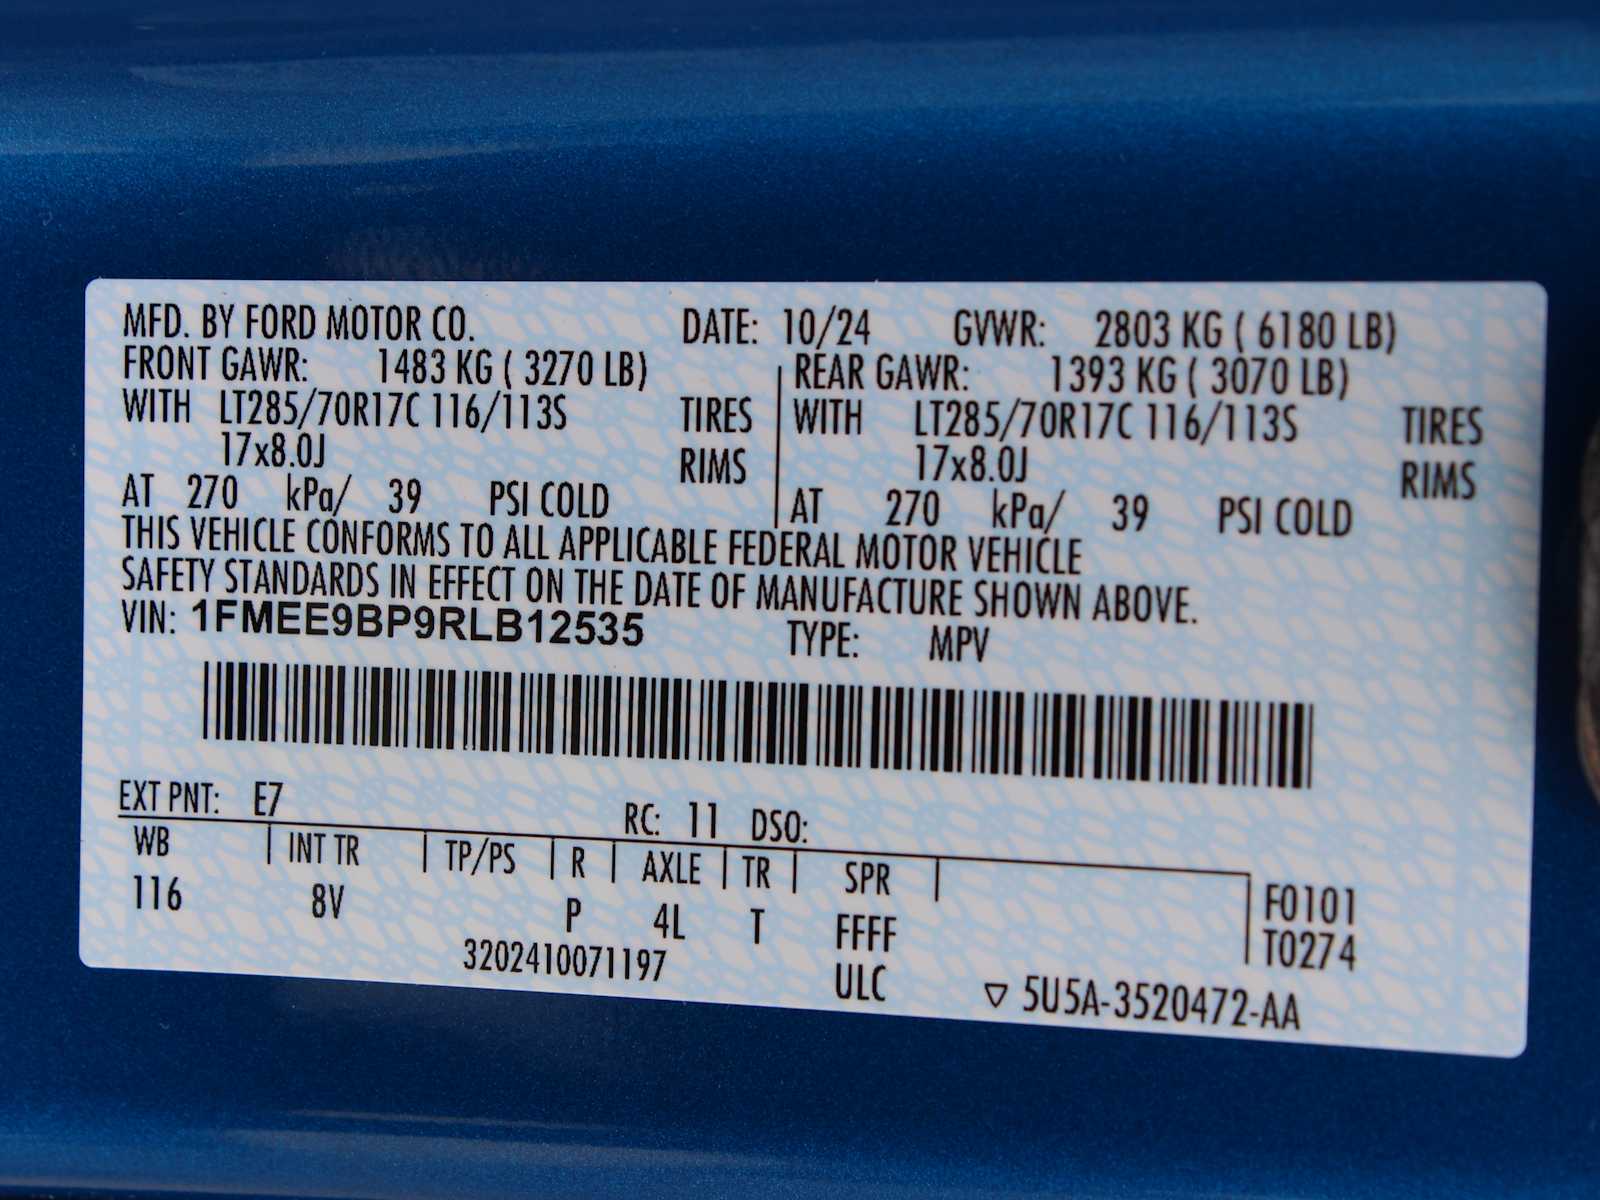 MFD. BY FORD MOTOR CO. DATE: 10/24 GVWR: 2803 KG ( 6180 LB)
FRONT GAWR: 1483 KG ( 3270 LB) REAR GAWR: 1393 KG ( 3070 LB)
WITH LT285/70R17C 116/113S TIRES WITH LT285/70R17C 116/113S TIRES
17x8.0J RIMS 17x8.0J RIMS
AT 270 kPa/ 39 PSI COLD AT 270 kPa/ 39 PSI COLD
THIS VEHICLE CONFORMS TO ALL APPLICABLE FEDERAL MOTOR VEHICLE
SAFETY STANDARDS IN EFFECT ON THE DATE OF MANUFACTURE SHOWN ABOVE.
VIN: 1FMEE9BP9RLB12535 TYPE: MPV
EXT PNT: E7 RC: 11 DSO:
WB INT TR TP/PS R AXLE TR SPR
116 8V P 4L T FFFF F0101
3202410071197 ULC T0274
▽ 5U5A-3520472-AA